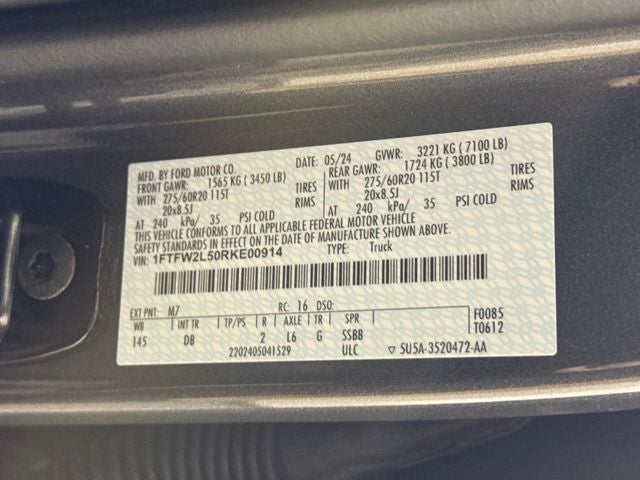 MFD. BY FORD MOTOR CO.
DATE: 05/24 GVWR: 3221 KG ( 7100 LB)
FRONT GAWR: 1565 KG ( 3450 LB) REAR GAWR: 1724 KG ( 3800 LB)
WITH 275/60R20 115T TIRES WITH 275/60R20 115T TIRES
20x8.5J RIMS 20x8.5J RIMS
AT 240 kPa/ 35 PSI COLD AT 240 kPa/ 35 PSI COLD
THIS VEHICLE CONFORMS TO ALL APPLICABLE FEDERAL MOTOR VEHICLE
SAFETY STANDARDS IN EFFECT ON THE DATE OF MANUFACTURE SHOWN ABOVE.
VIN: 1FTFW2L50RKE00914 TYPE: Truck
EXT PNT: M7 RC: 16 DSO: F0085
WB INT TR TP/PS R AXLE TR SPR T0612
145 DB 2 L6 G SSBB
2202405041529 ULC ▽ 5U5A-3520472-AA